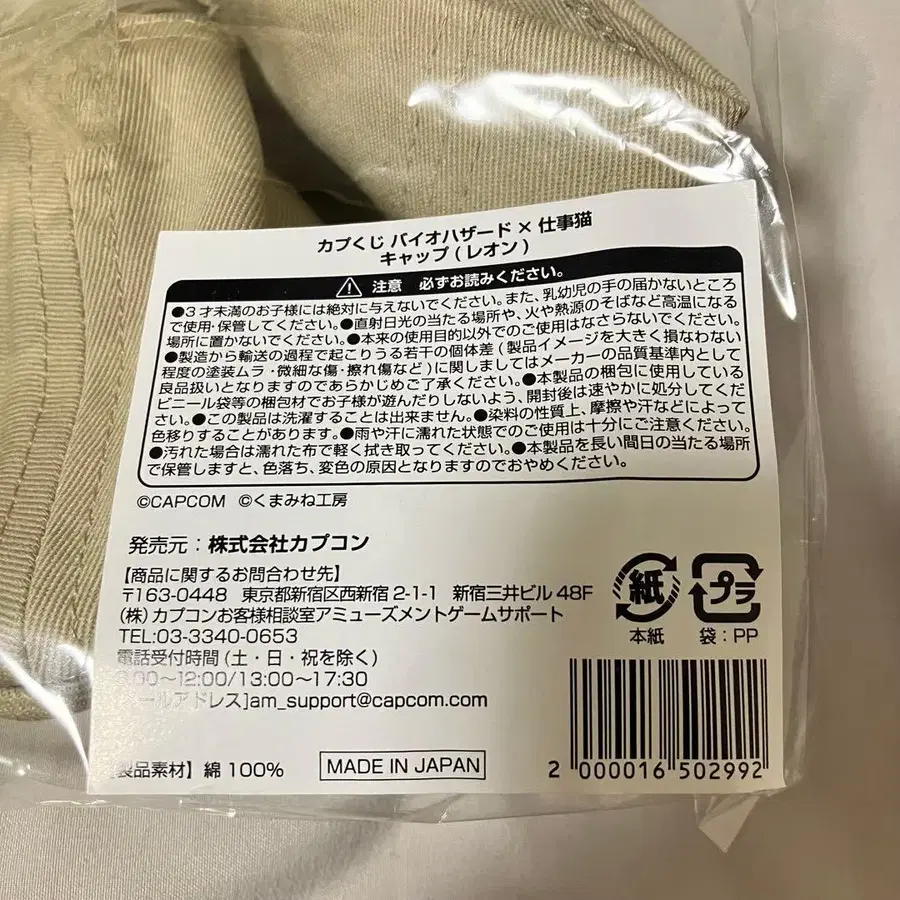 カプくじ バイオハザード × 仕事猫
キャップ ( レオン )
注意 必ずお読みください。
●3才未満のお子様には絶対に与えないでください。また、乳幼児の手の届かないところ
で使用・保管してください。●直射日光の当たる場所や、火や熱源のそばなど高温になる
場所に置かないでください。●本来の使用目的以外でのご使用はなさらないでください。
●製造から輸送の過程で起こりうる若干の個体差 (製品イメージを大きく損なわない
程度の塗装ムラ・微細な傷・擦れ傷など) に関しましてはメーカーの品質基準内として
良品扱いとなりますのであらかじめご了承ください。●本製品の梱包に使用している
ビニール袋等の梱包材でお子様が遊んだりしないよう、開封後は速やかに処分してくだ
さい。●この製品は洗濯することは出来ません。●染料の性質上、摩擦や汗などによって
色移りすることがあります。●雨や汗に濡れた状態でのご使用は十分にご注意ください。
●汚れた場合は濡れた布で軽く拭き取ってください。●本製品を長い間日の当たる場所
で保管しますと、色落ち、変色の原因となりますのでおやめください。
©CAPCOM ©くまみね工房
発売元 : 株式会社カプコン
【商品に関するお問合わせ先】
〒163-0448 東京都新宿区西新宿 2-1-1 新宿三井ビル 48F
(株) カプコンお客様相談室アミューズメントゲームサポート
TEL:03-3340-0653
電話受付時間 (土・日・祝を除く)
:00～12:00/13:00～17:30
ールアドレス]am_support@capcom.com
紙
プラ
本紙
袋 : PP
製品素材】綿 100%
MADE IN JAPAN
2 000016 502992